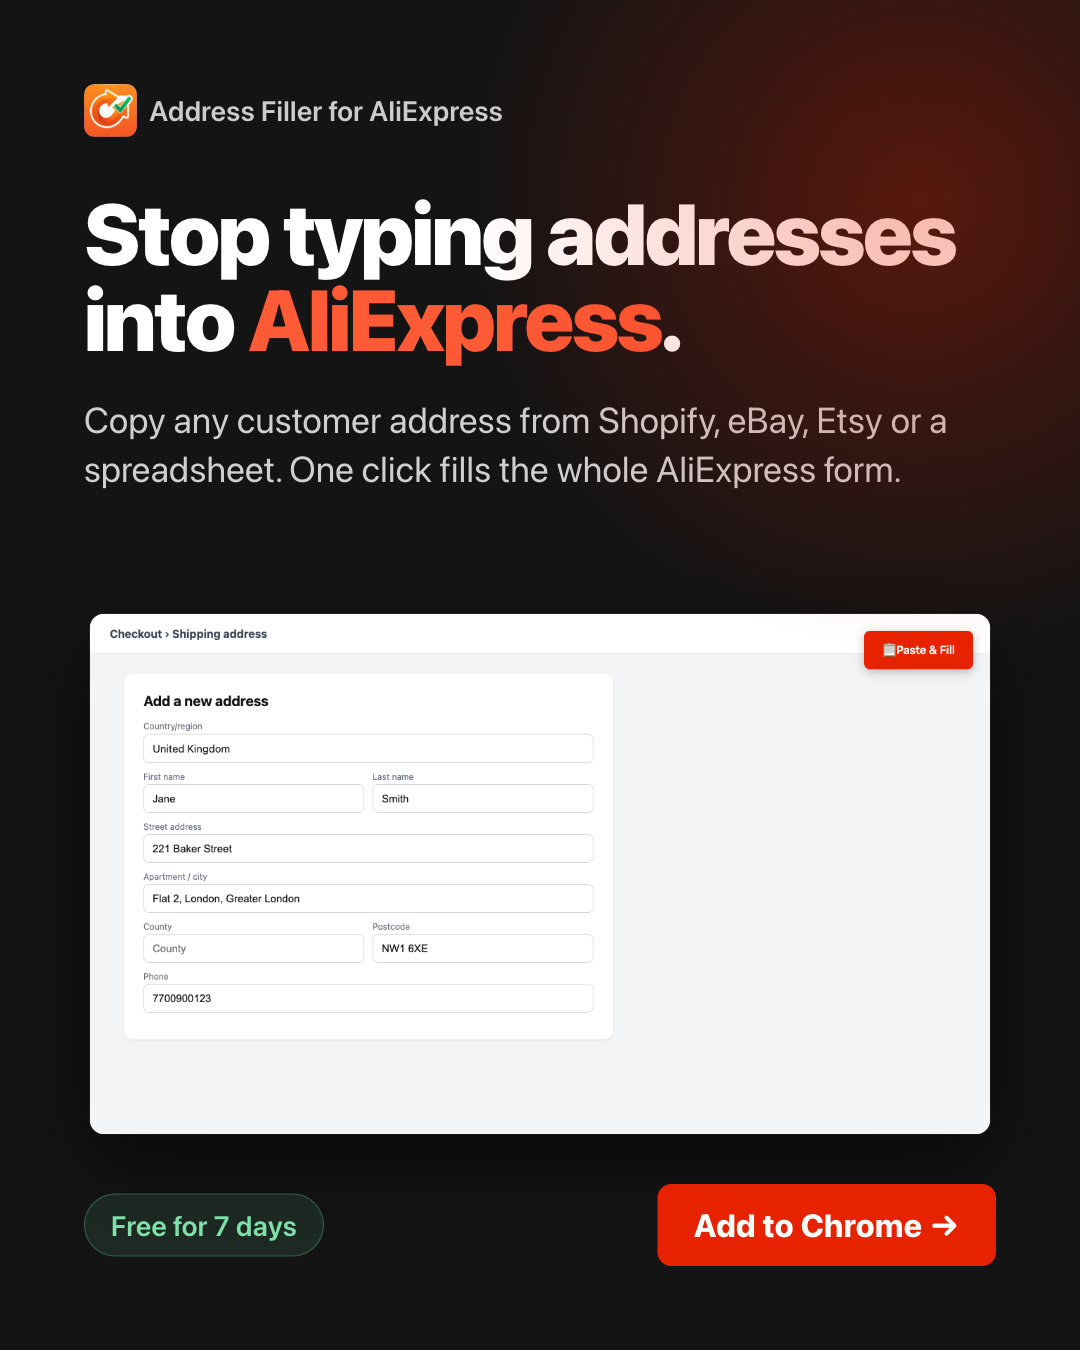 Address Filler for AliExpress
Stop typing addresses
into AliExpress.
Copy any customer address from Shopify, eBay, Etsy or a
spreadsheet. One click fills the whole AliExpress form.
Checkout › Shipping address
📋Paste & Fill
Add a new address
Country/region
United Kingdom
First name Last name
Jane Smith
Street address
221 Baker Street
Apartment / city
Flat 2, London, Greater London
County Postcode
County NW1 6XE
Phone
7700900123
Free for 7 days
Add to Chrome →